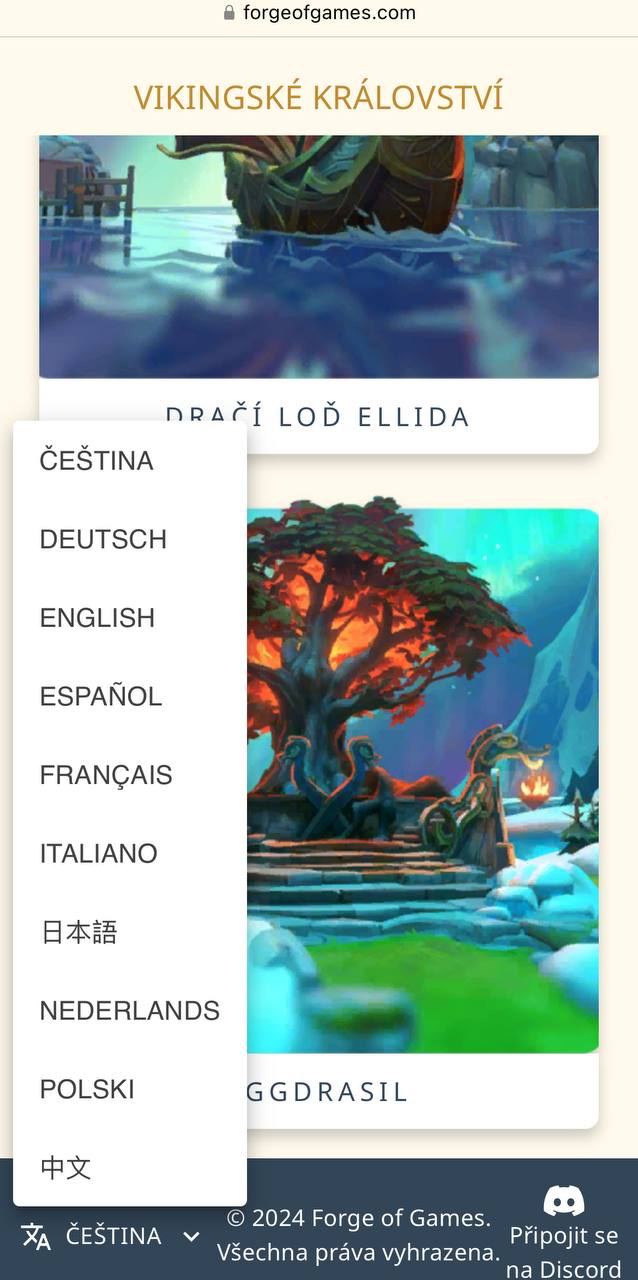 forgeofgames.com
VIKINGSKÉ KRÁLOVSTVÍ
DRAČÍ LOĎ ELLIDA
ČEŠTINA
DEUTSCH
ENGLISH
ESPAÑOL
FRANÇAIS
ITALIANO
日本語
NEDERLANDS
POLSKI
GGDRASIL
中文
ČEŠTINA
© 2024 Forge of Games.
Všechna práva vyhrazena.
Připojit se
na Discord